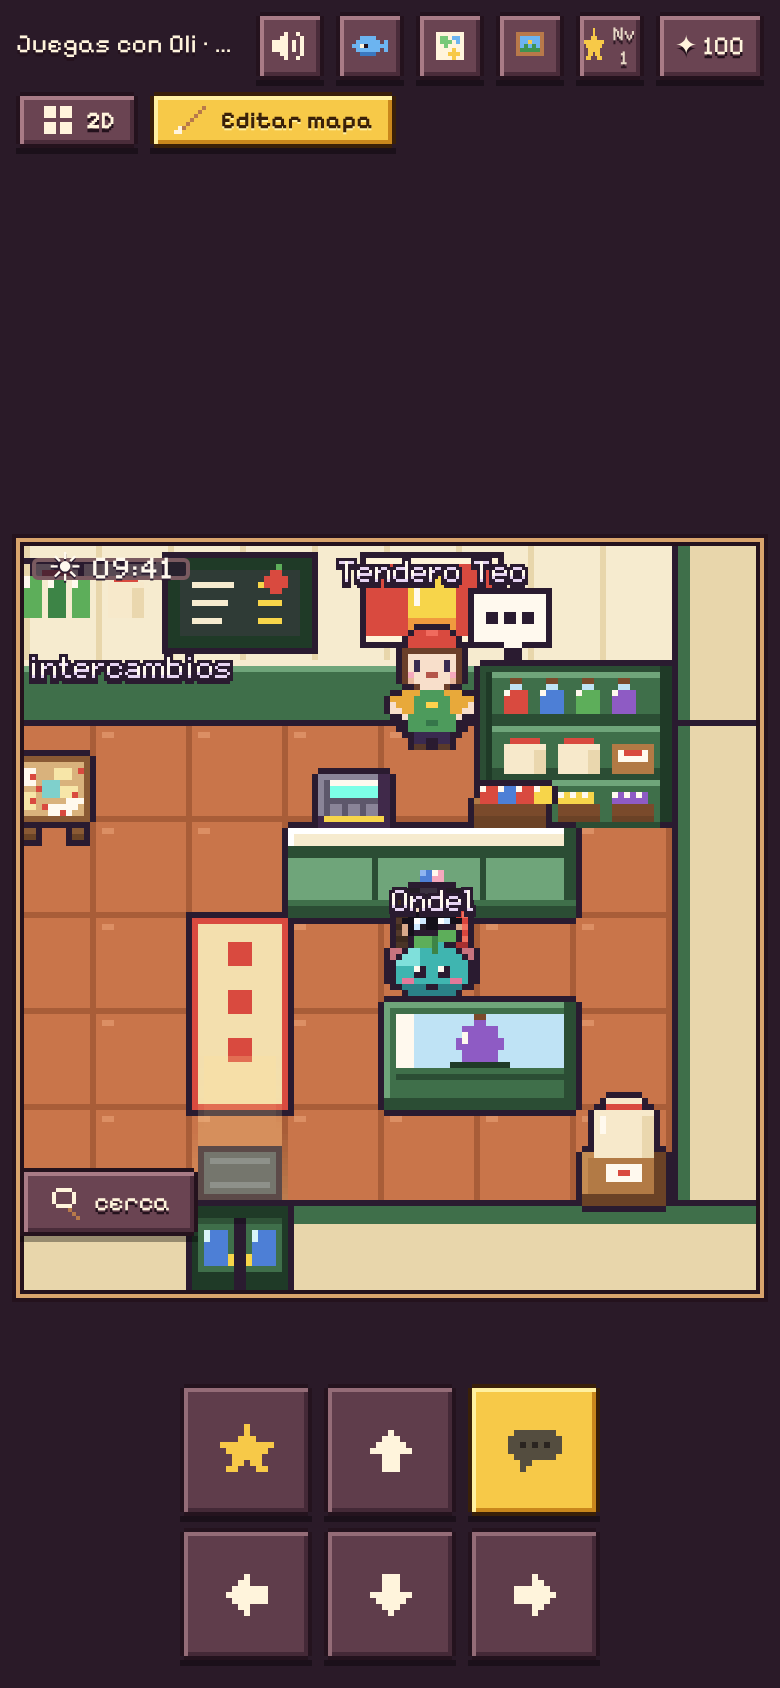 Juegas con Oli · ...
Nv
1
100
2D
Editar mapa
09:41
Tendero Teo
intercambios
Ondel
cerca